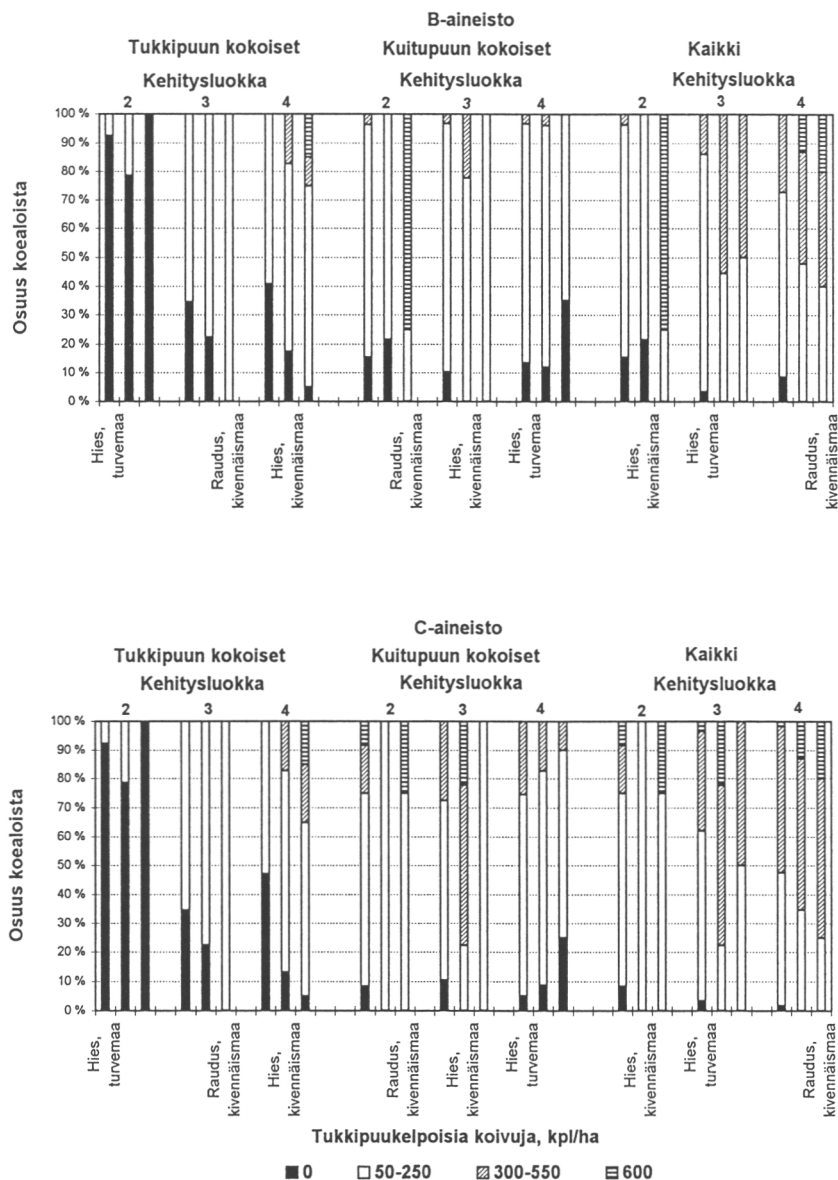 B-aineisto
Tukkipuun kokoiset Kuitupuun kokoiset Kaikki
Kehitysluokka Kehitysluokka Kehitysluokka
2 3 4 2 3 4 2 3 4
100 %
90 %
80 %
70 %
60 %
50 %
40 %
30 %
20 %
10 %
0 %
Osuus koealoista
Hies, turvemaa
Raudus, kivennäismaa
Hies, kivennäismaa
Raudus, kivennäismaa
Hies, kivennäismaa
Hies, turvemaa
Hies, kivennäismaa
Hies, turvemaa
Raudus, kivennäismaa
C-aineisto
Tukkipuun kokoiset Kuitupuun kokoiset Kaikki
Kehitysluokka Kehitysluokka Kehitysluokka
2 3 4 2 3 4 2 3 4
100 %
90 %
80 %
70 %
60 %
50 %
40 %
30 %
20 %
10 %
0 %
Osuus koealoista
Hies, turvemaa
Raudus, kivennäismaa
Hies, kivennäismaa
Raudus, kivennäismaa
Hies, kivennäismaa
Hies, turvemaa
Hies, kivennäismaa
Hies, turvemaa
Raudus, kivennäismaa
Tukkipuukelpoisia koivuja, kpl/ha
0 50-250 300-550 600